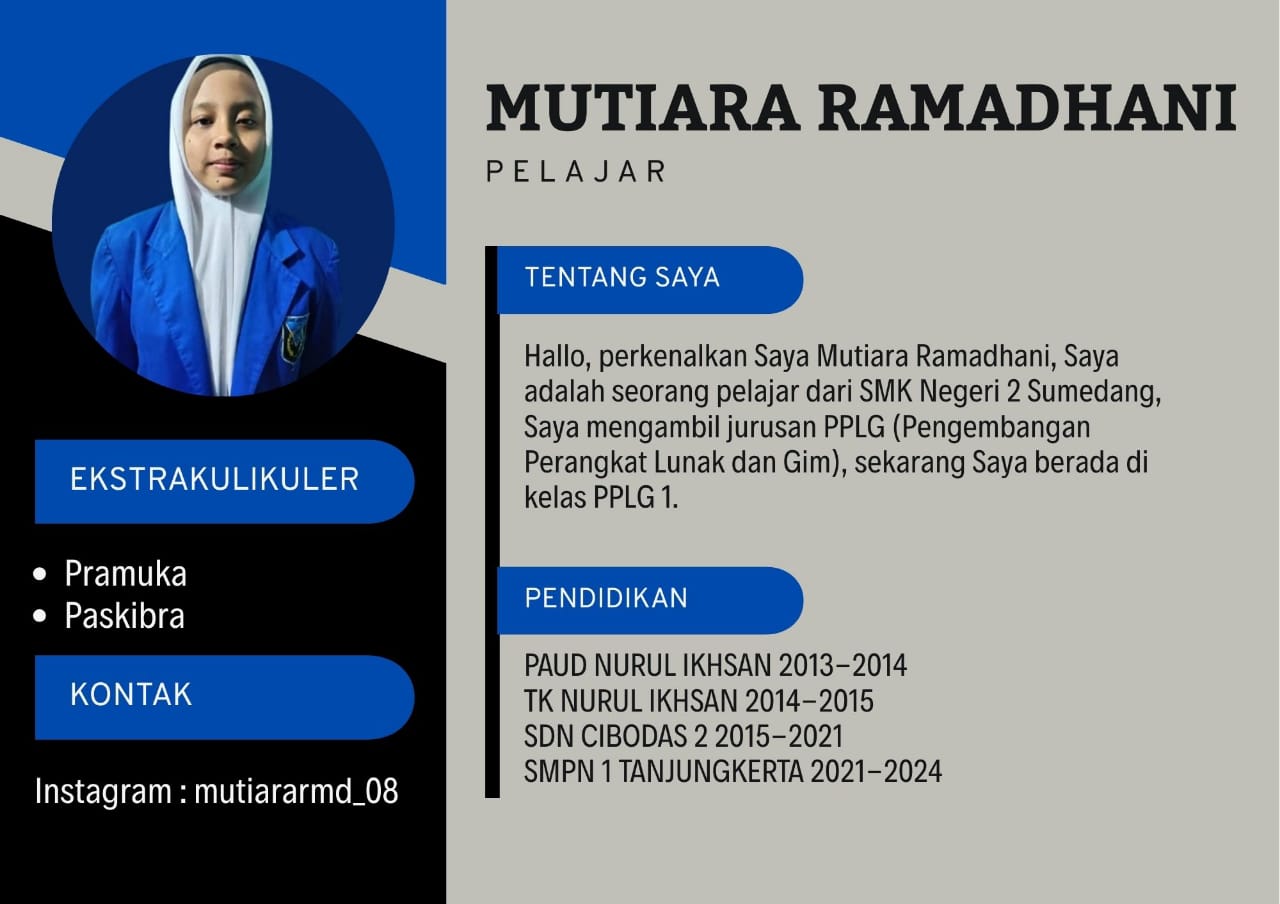 MUTIARA RAMADHANI
PELAJAR
TENTANG SAYA
Hallo, perkenalkan Saya Mutiara Ramadhani, Saya
adalah seorang pelajar dari SMK Negeri 2 Sumedang,
Saya mengambil jurusan PPLG (Pengembangan
Perangkat Lunak dan Gim), sekarang Saya berada di
kelas PPLG 1.
PENDIDIKAN
PAUD NURUL IKHSAN 2013–2014
TK NURUL IKHSAN 2014–2015
SDN CIBODAS 2 2015–2021
SMPN 1 TANJUNGKERTA 2021–2024
EKSTRAKULIKULER
• Pramuka
• Paskibra
KONTAK
Instagram : mutiararmd_08